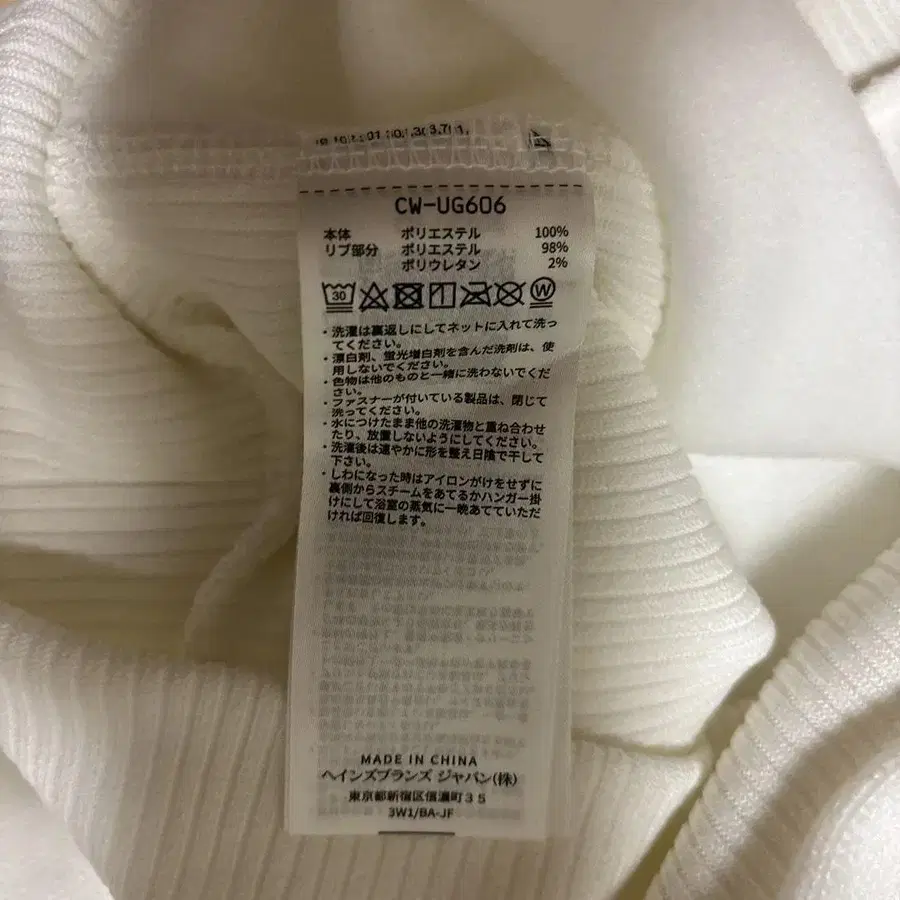 CW-UG606
本体 ポリエステル 100%
リブ部分 ポリエステル 98%
ポリウレタン 2%
30
W
・洗濯は裏返しにしてネットに入れて洗っ
てください。
・漂白剤、蛍光増白剤を含んだ洗剤は、使
用しないでください。
・色物は他のものと一緒に洗わないでくだ
さい。
・ファスナーが付いている製品は、閉じて
洗ってください。
・水につけたまま他の洗濯物と重ね合わせ
たり、放置しないようにしてください。
・洗濯後は速やかに形を整え日陰で干して
下さい。
・しわになった時はアイロンがけをせずに
裏側からスチームをあてるかハンガー掛
けにして浴室の蒸気に一晩あてていただ
ければ回復します。
MADE IN CHINA
ヘインズブランズ ジャパン(株)
東京都新宿区信濃町35
3W1/BA-JF